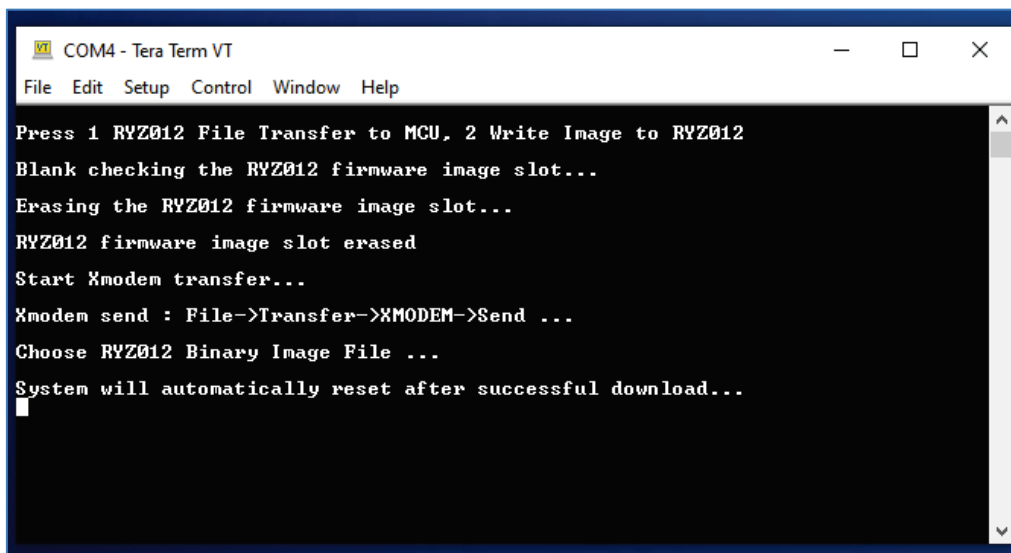 COM4 - Tera Term VT
File Edit Setup Control Window Help
Press 1 RYZ012 File Transfer to MCU, 2 Write Image to RYZ012
Blank checking the RYZ012 firmware image slot...
Erasing the RYZ012 firmware image slot...
RYZ012 firmware image slot erased
Start Xmodem transfer...
Xmodem send : File->Transfer->XMODEM->Send ...
Choose RYZ012 Binary Image File ...
System will automatically reset after successful download...